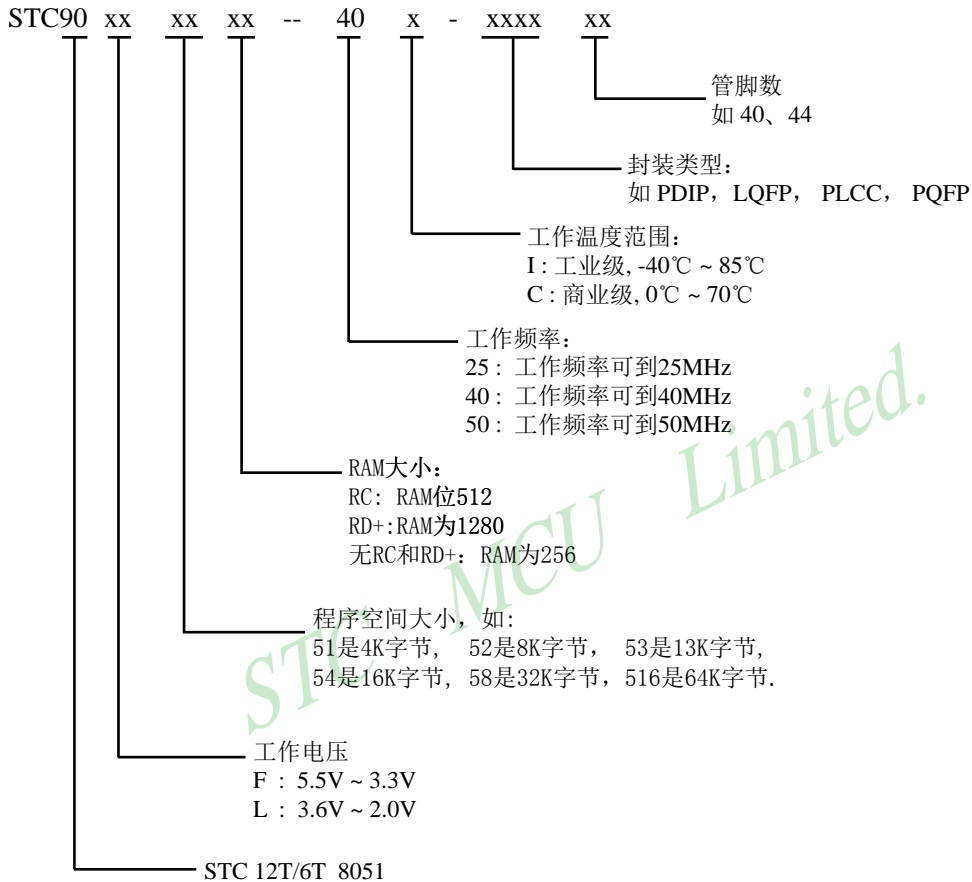 STC90 xx xx xx -- 40 x - xxxx xx
管脚数
如 40、44
封装类型:
如 PDIP, LQFP, PLCC, PQFP
工作温度范围:
I : 工业级, -40℃ ~ 85℃
C : 商业级, 0℃ ~ 70℃
工作频率:
25 : 工作频率可到25MHz
40 : 工作频率可到40MHz
50 : 工作频率可到50MHz
RAM大小:
RC: RAM位512
RD+:RAM为1280
无RC和RD+: RAM为256
程序空间大小, 如:
51是4K字节, 52是8K字节, 53是13K字节,
54是16K字节, 58是32K字节, 516是64K字节.
工作电压
F : 5.5V ~ 3.3V
L : 3.6V ~ 2.0V
STC 12T/6T 8051
STC MCU Limited.